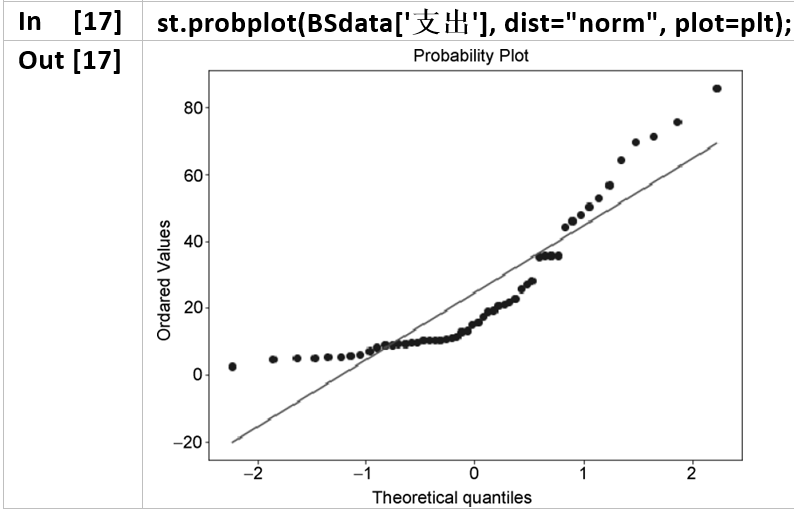 In [17]
st.probplot(BSdata['支出'], dist="norm", plot=plt);
Out [17]
Probability Plot
80
60
40
20
0
−20
Ordared Values
−2 −1 0 1 2
Theoretical quantiles